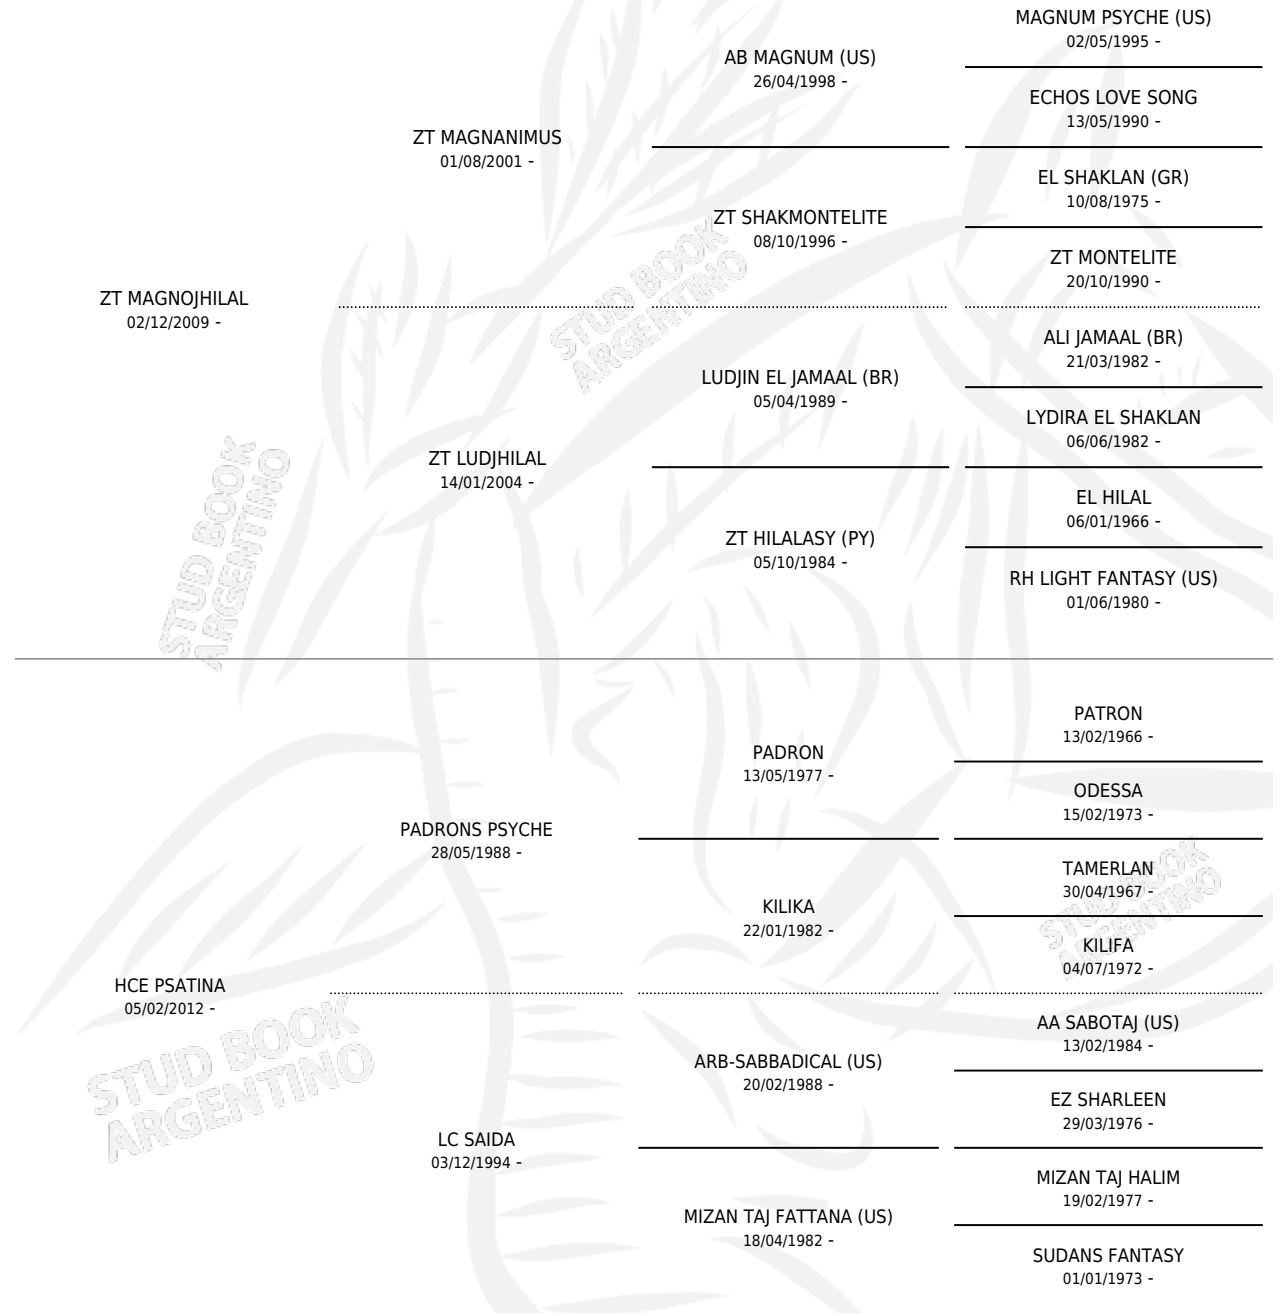 MAGNUM PSYCHE (US)
02/05/1995 -
AB MAGNUM (US)
26/04/1998 -
ECHOS LOVE SONG
13/05/1990 -
ZT MAGNANIMUS
01/08/2001 -
EL SHAKLAN (GR)
10/08/1975 -
ZT SHAKMONTELITE
08/10/1996 -
ZT MONTELITE
20/10/1990 -
ZT MAGNOJHILAL
02/12/2009 -
ALI JAMAAL (BR)
21/03/1982 -
LUDJIN EL JAMAAL (BR)
05/04/1989 -
LYDIRA EL SHAKLAN
06/06/1982 -
ZT LUDJHILAL
14/01/2004 -
EL HILAL
06/01/1966 -
ZT HILALASY (PY)
05/10/1984 -
RH LIGHT FANTASY (US)
01/06/1980 -
PATRON
13/02/1966 -
PADRON
13/05/1977 -
ODESSA
15/02/1973 -
PADRONS PSYCHE
28/05/1988 -
TAMERLAN
30/04/1967 -
KILIKA
22/01/1982 -
KILIFA
04/07/1972 -
HCE PSATINA
05/02/2012 -
AA SABOTAJ (US)
13/02/1984 -
ARB-SABBADICAL (US)
20/02/1988 -
EZ SHARLEEN
29/03/1976 -
LC SAIDA
03/12/1994 -
MIZAN TAJ HALIM
19/02/1977 -
MIZAN TAJ FATTANA (US)
18/04/1982 -
SUDANS FANTASY
01/01/1973 -
STUD BOOK
ARGENTINO
STUD BOOK
ARGENTINO
STUD BOOK
ARGENTINO
STUD BOOK
ARGENTINO